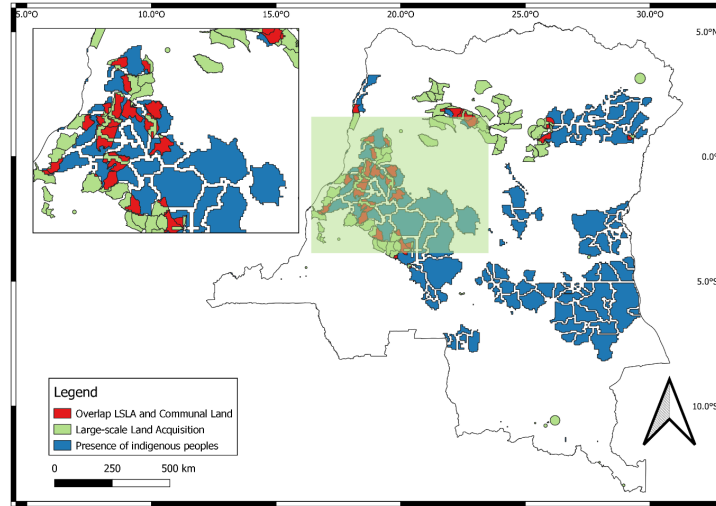 5.0°E 10.0°E 15.0°E 20.0°E 25.0°E 30.0°E
5.0°N
0.0°
5.0°S
10.0°S
Legend
Overlap LSLA and Communal Land
Large-scale Land Acquisition
Presence of indigenous peoples
0 250 500 km